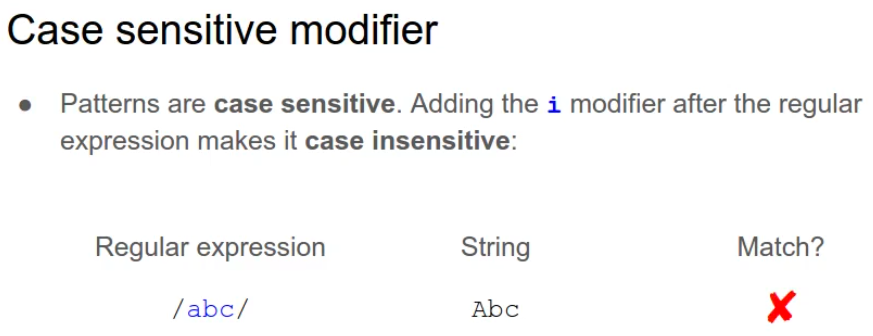 Case sensitive modifier
● Patterns are case sensitive. Adding the i modifier after the regular
expression makes it case insensitive:
Regular expression String Match?
/abc/ Abc ✘